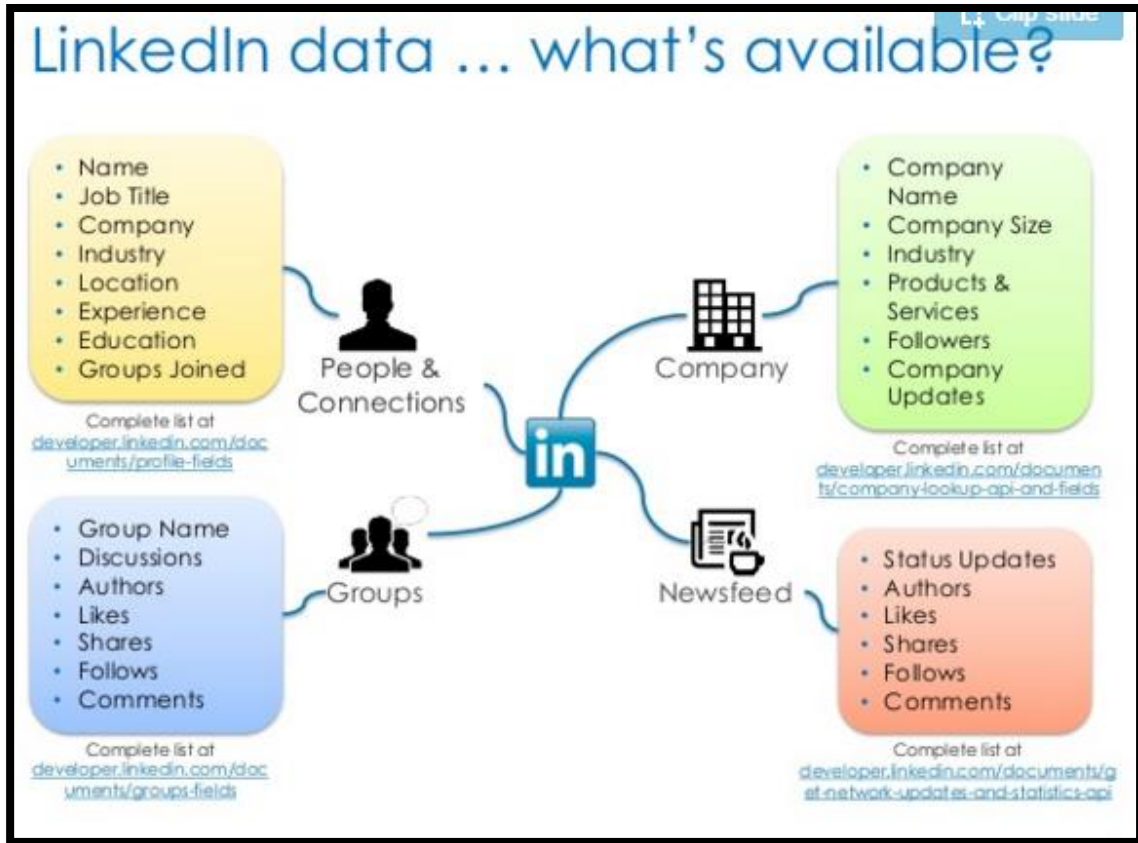 Clip Slide
LinkedIn data ... what's available?
• Name
• Job Title
• Company
• Industry
• Location
• Experience
• Education
• Groups Joined
Complete list at
developer.linkedin.com/doc
uments/profile-fields
People &
Connections
Company
• Company
Name
• Company Size
• Industry
• Products &
Services
• Followers
• Company
Updates
Complete list at
developer.linkedin.com/documen
ts/company-lookup-api-and-fields
in
• Group Name
• Discussions
• Authors
• Likes
• Shares
• Follows
• Comments
Complete list at
developer.linkedin.com/doc
uments/groups-fields
Groups
Newsfeed
• Status Updates
• Authors
• Likes
• Shares
• Follows
• Comments
Complete list at
developer.linkedin.com/documents/g
et-network-updates-and-statistics-api